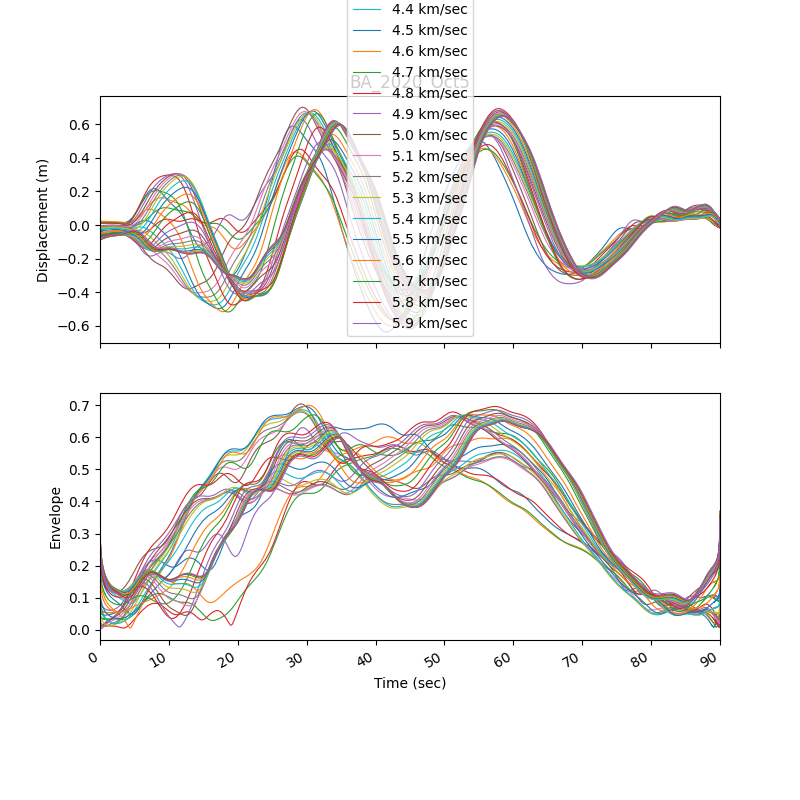 4.4 km/sec
4.5 km/sec
4.6 km/sec
4.7 km/sec
BA_2020_Oct5
4.8 km/sec
4.9 km/sec
5.0 km/sec
5.1 km/sec
5.2 km/sec
5.3 km/sec
5.4 km/sec
5.5 km/sec
5.6 km/sec
5.7 km/sec
5.8 km/sec
5.9 km/sec
Displacement (m)
0.6
0.4
0.2
0.0
−0.2
−0.4
−0.6
Envelope
0.7
0.6
0.5
0.4
0.3
0.2
0.1
0.0
0 10 20 30 40 50 60 70 80 90
Time (sec)